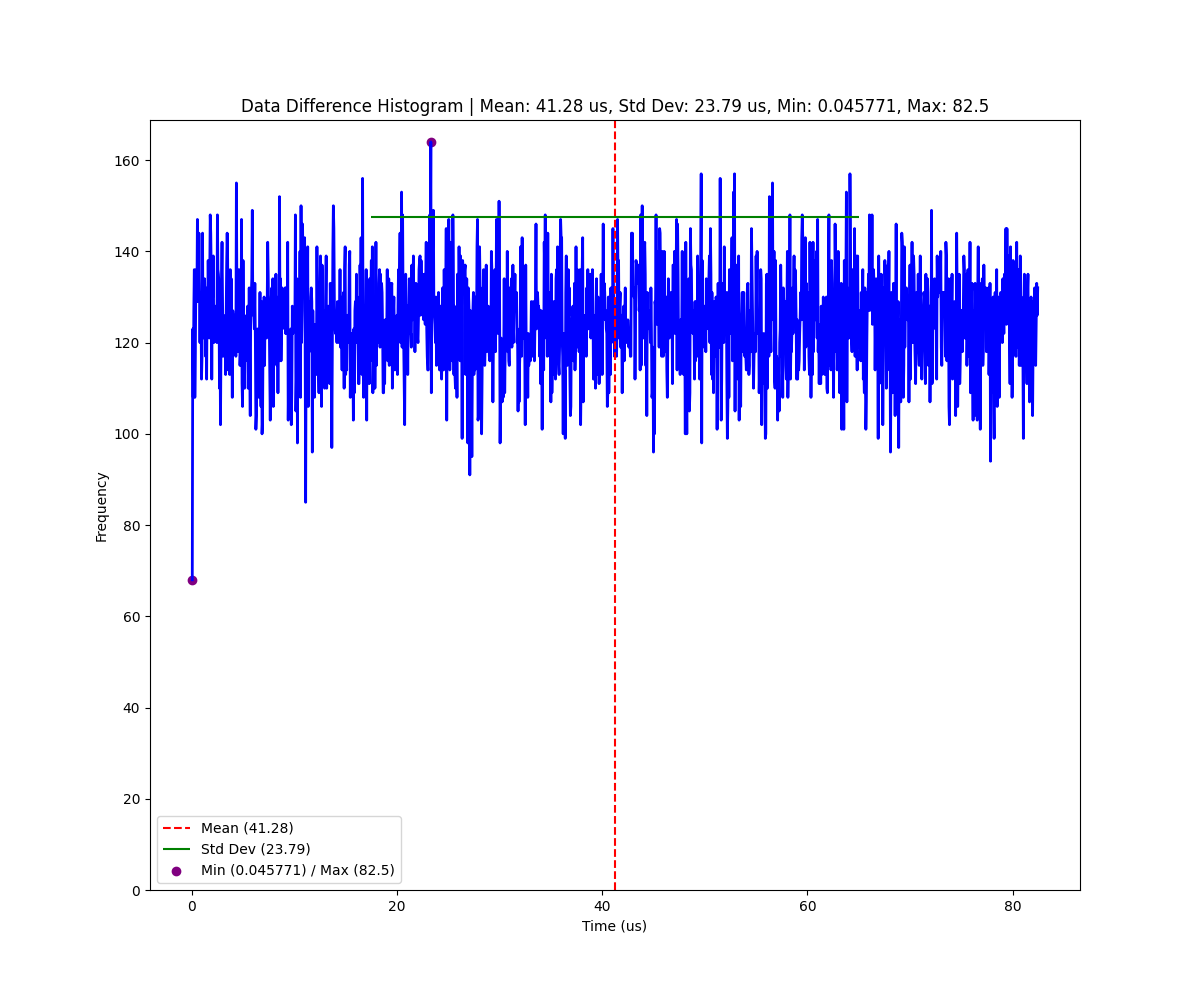 Data Difference Histogram | Mean: 41.28 us, Std Dev: 23.79 us, Min: 0.045771, Max: 82.5
160
140
120
100
80
60
40
20
0
Frequency
Mean (41.28)
Std Dev (23.79)
Min (0.045771) / Max (82.5)
0 20 40 60 80
Time (us)